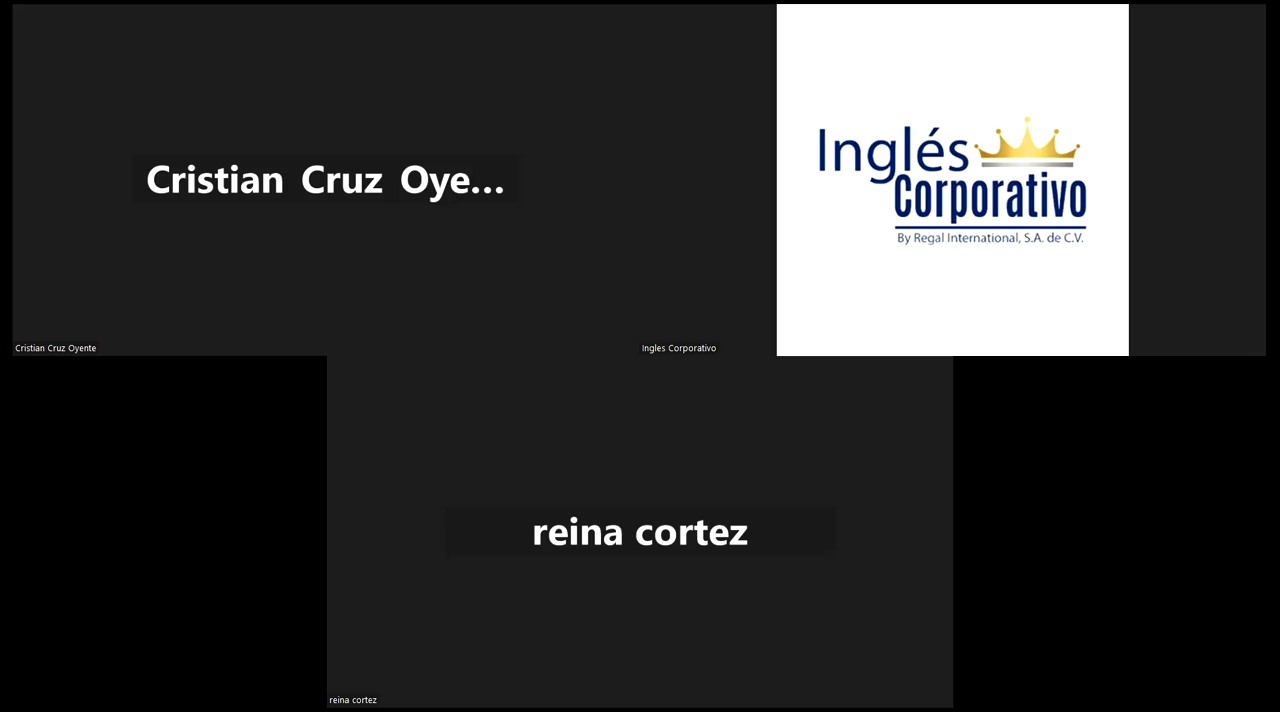 Cristian Cruz Oye...
Cristian Cruz Oyente
Inglés
Corporativo
By Regal International, S.A. de C.V.
Ingles Corporativo
reina cortez
reina cortez